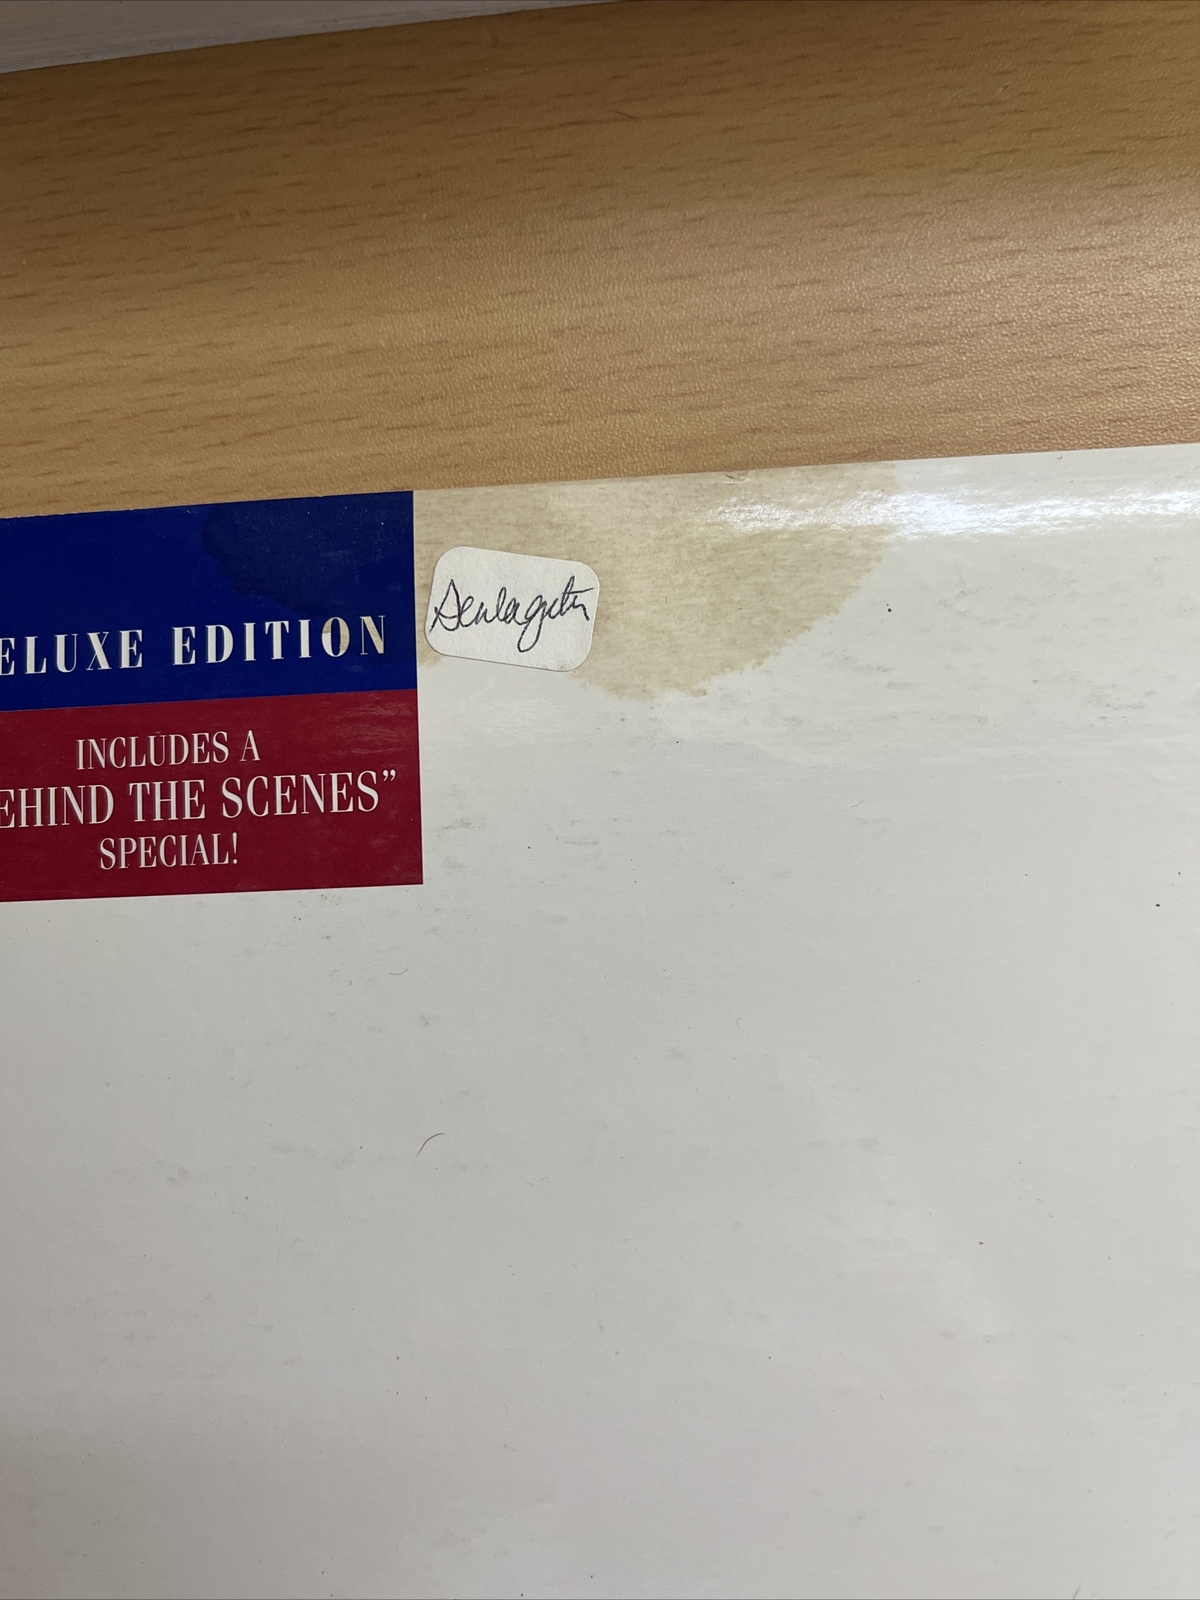 ELUXE EDITION
INCLUDES A
EHIND THE SCENES”
SPECIAL!